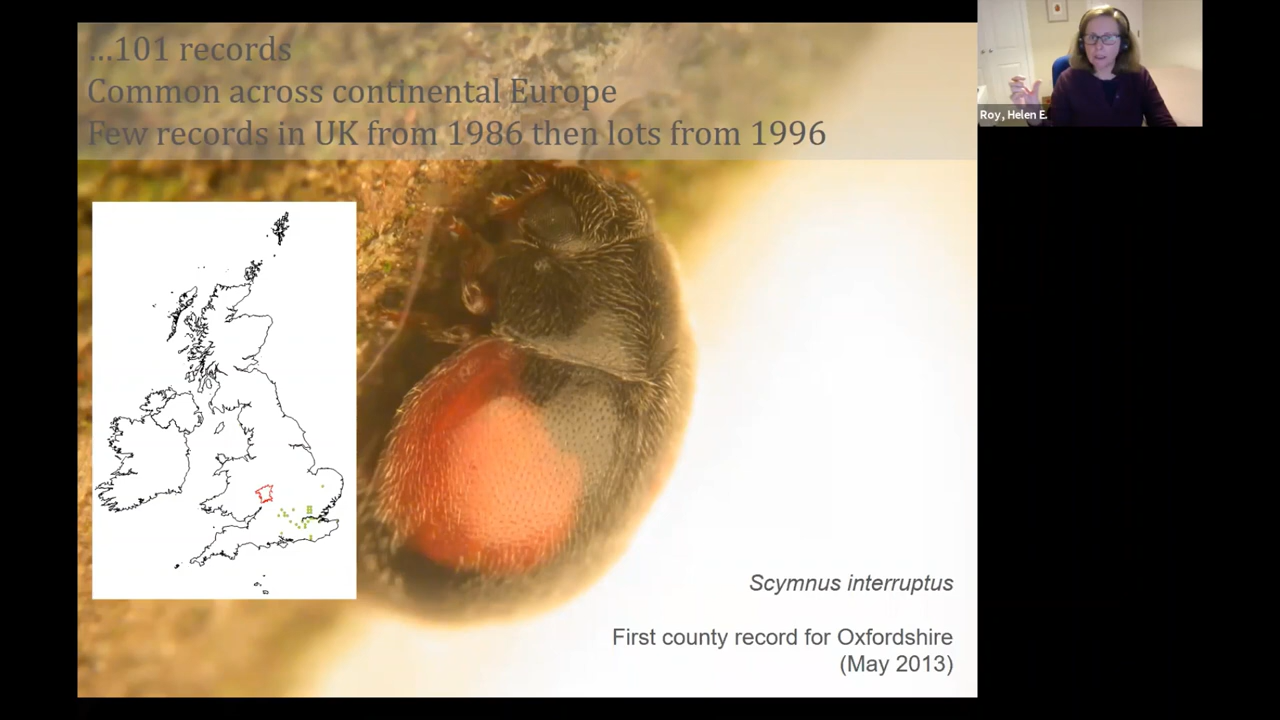 ...101 records
Common across continental Europe
Few records in UK from 1986 then lots from 1996
Roy, Helen E.
Scymnus interruptus
First county record for Oxfordshire
(May 2013)